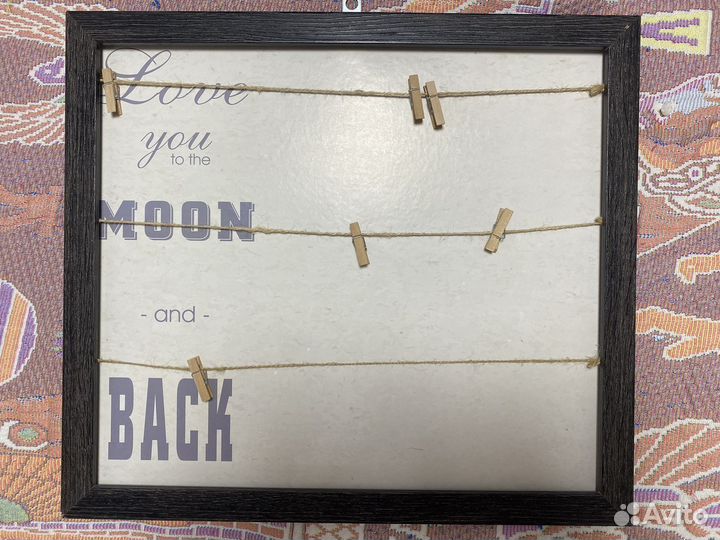 Love
you
to the
MOON
- and -
BACK
Avito